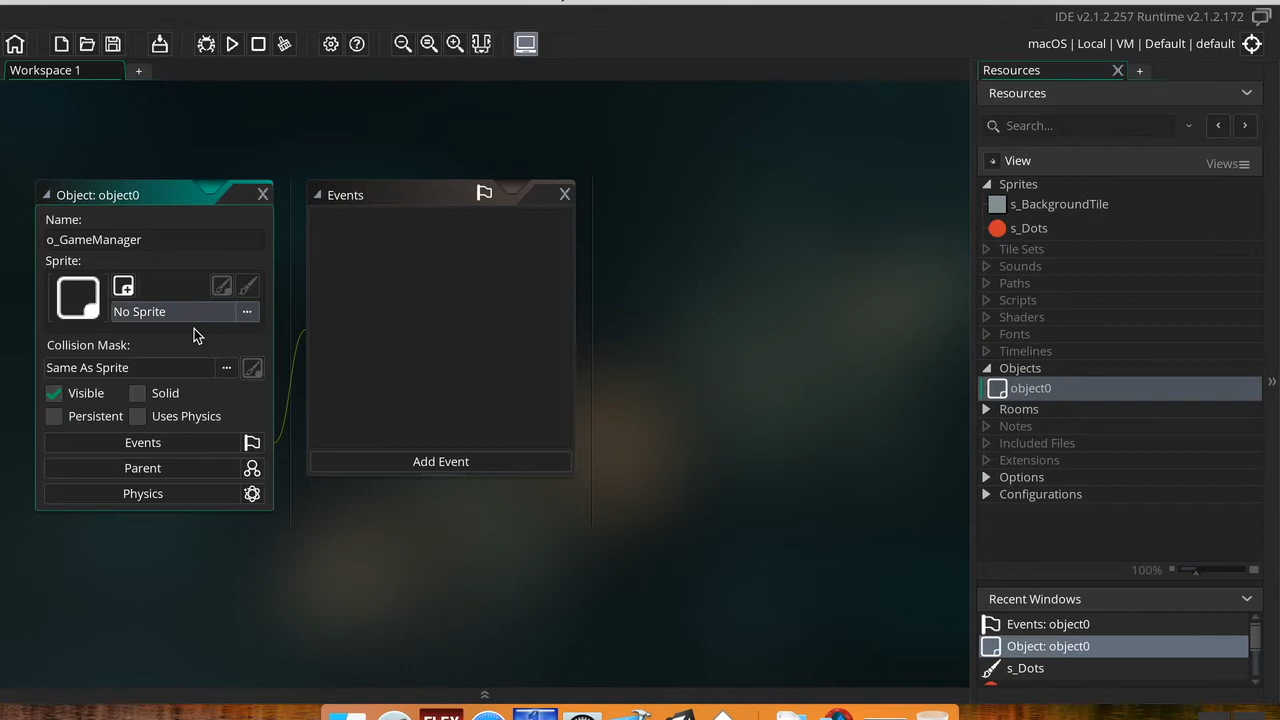 IDE v2.1.2.257 Runtime v2.1.2.172
macOS | Local | VM | Default | default
Workspace 1
+
Resources
X
+
Resources
Search...
View
Views
Sprites
s_BackgroundTile
s_Dots
Tile Sets
Sounds
Paths
Scripts
Shaders
Fonts
Timelines
Objects
object0
Rooms
Notes
Included Files
Extensions
Options
Configurations
100%
Recent Windows
Events: object0
Object: object0
s_Dots
Object: object0
Name:
o_GameManager
Sprite:
No Sprite
...
Collision Mask:
Same As Sprite
...
Visible
Solid
Persistent
Uses Physics
Events
Parent
Physics
Events
Add Event
FLEX